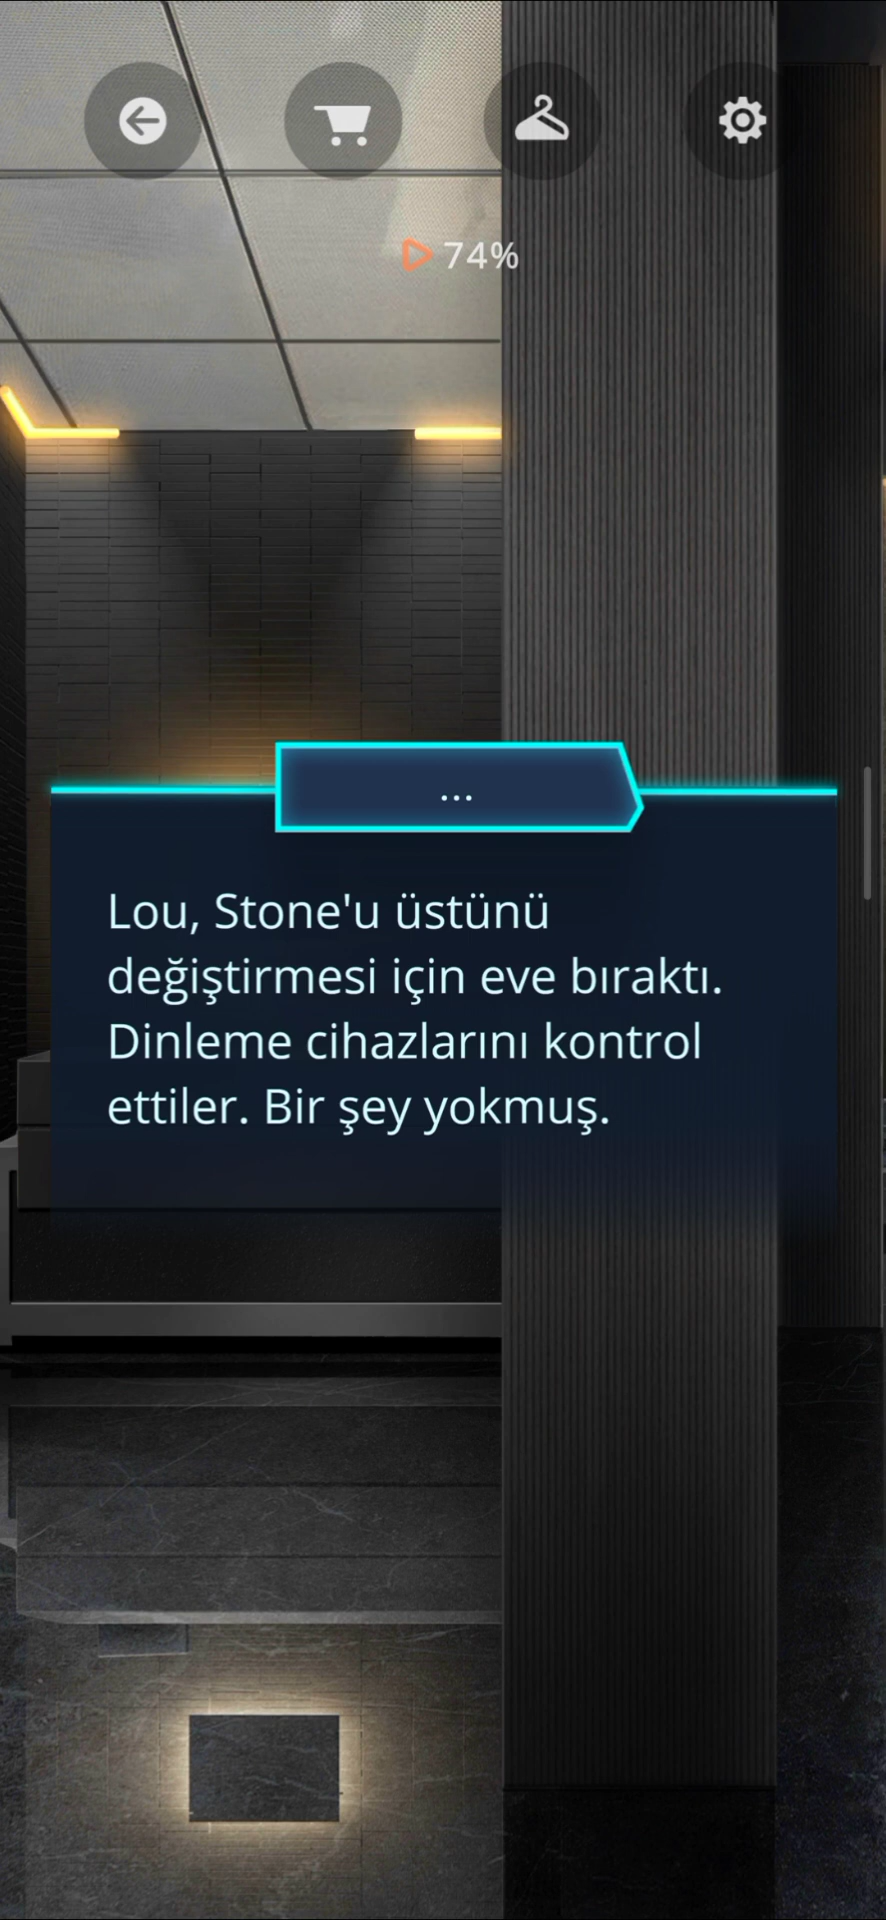 74%
...
Lou, Stone'u üstünü
değiştirmesi için eve bıraktı.
Dinleme cihazlarını kontrol
ettiler. Bir şey yokmuş.